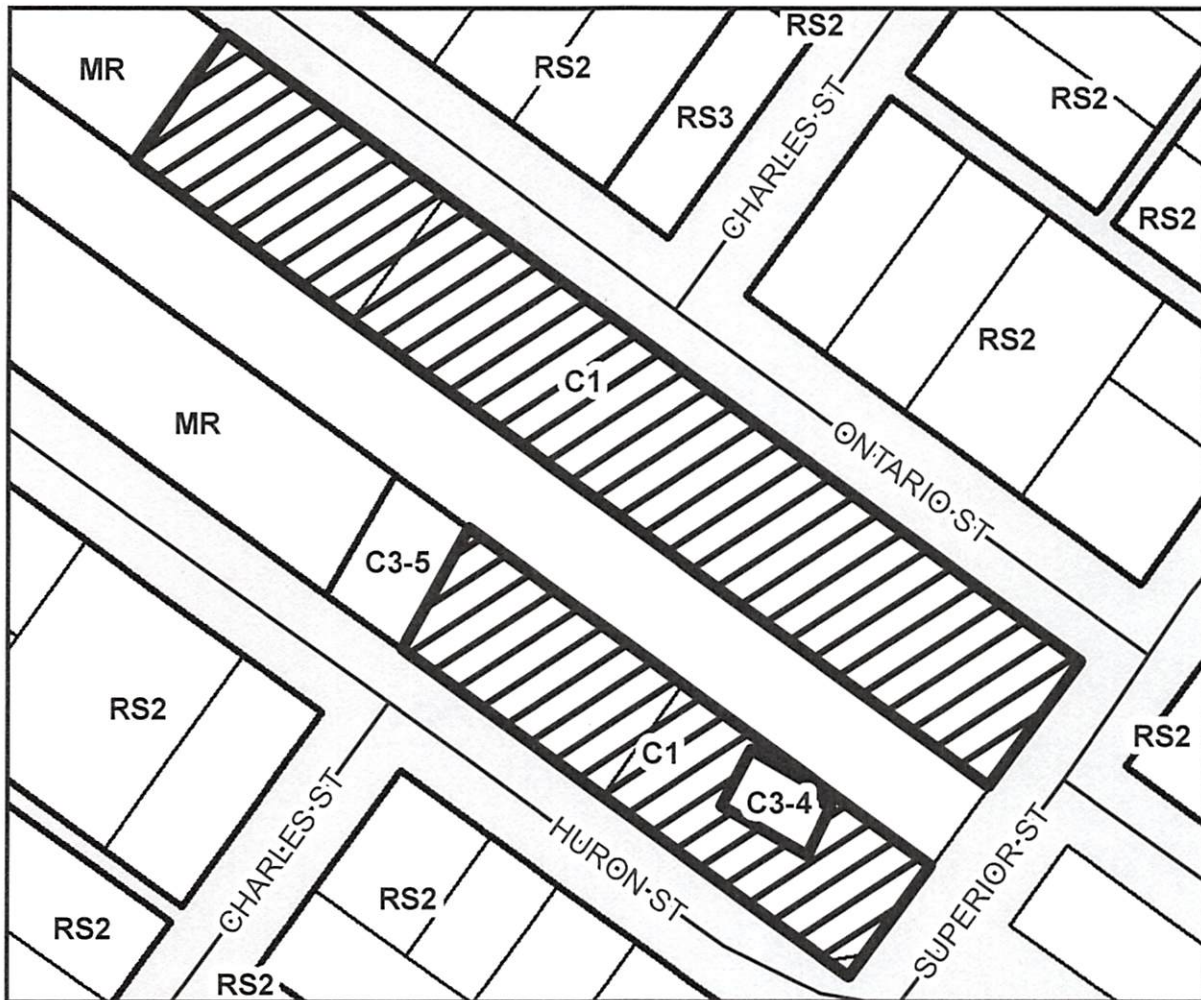 RS2
MR
RS2
RS2
RS3
CHARLES ST
RS2
RS2
C1
MR
ONTARIO ST
C3-5
RS2
C1
RS2
C3-4
CHARLES ST
HURON ST
SUPERIOR ST
RS2
RS2
RS2